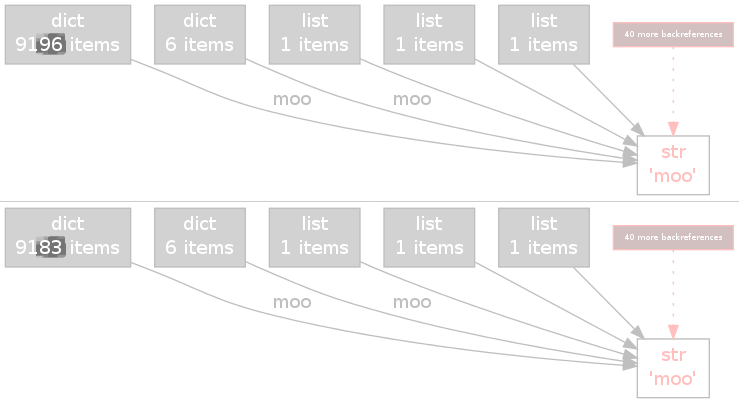 dict
9196 items
dict
6 items
list
1 items
list
1 items
list
1 items
40 more backreferences
moo
moo
str
'moo'
dict
9183 items
dict
6 items
list
1 items
list
1 items
list
1 items
40 more backreferences
moo
moo
str
'moo'